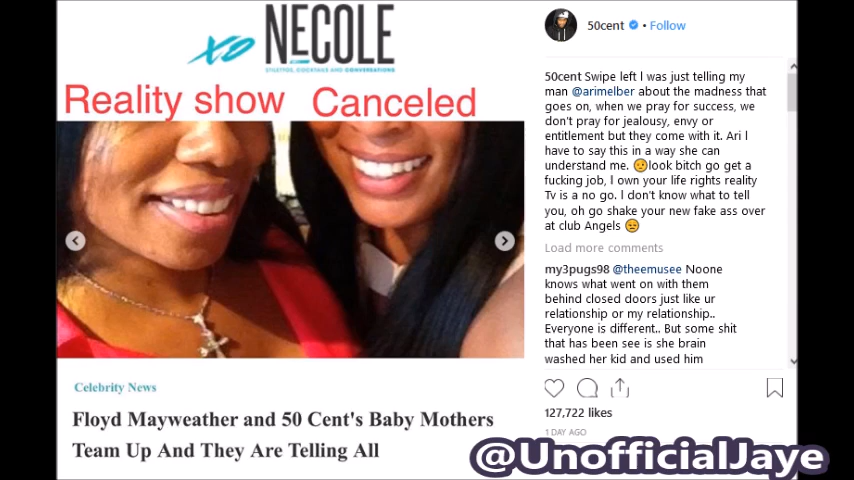 xo NECOLE
STILETTOS, COCKTAILS AND CONVERSATIONS
Reality show Canceled
Celebrity News
Floyd Mayweather and 50 Cent's Baby Mothers
Team Up And They Are Telling All
50cent • Follow
50cent Swipe left I was just telling my
man @arimelber about the madness that
goes on, when we pray for success, we
don't pray for jealousy, envy or
entitlement but they come with it. Ari I
have to say this in a way she can
understand me. 😥look bitch go get a
fucking job, I own your life rights reality
Tv is a no go. I don't know what to tell
you, oh go shake your new fake ass over
at club Angels 😠
Load more comments
my3pugs98 @theemusee Noone
knows what went on with them
behind closed doors just like ur
relationship or my relationship..
Everyone is different.. But some shit
that has been see is she brain
washed her kid and used him
127,722 likes
1 DAY AGO
@UnofficialJaye